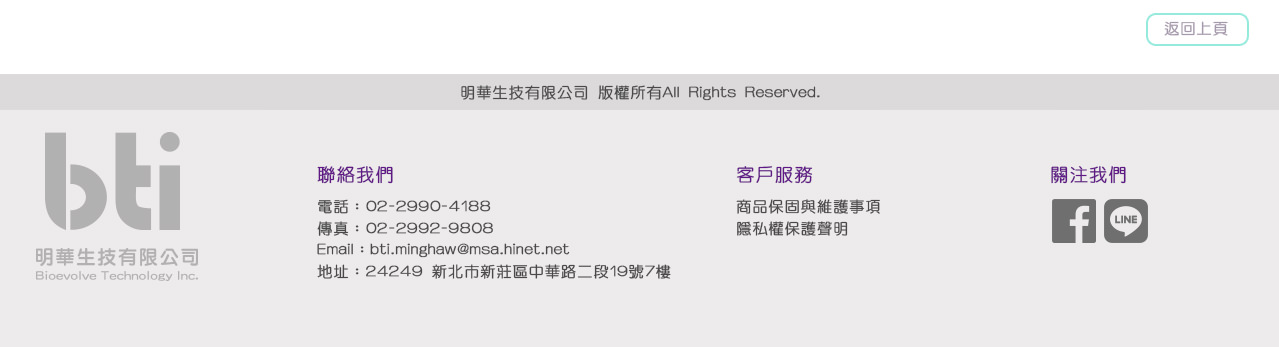 返回上頁
明華生技有限公司 版權所有All Rights Reserved.
bti
明華生技有限公司
Bioevolve Technology Inc.
聯絡我們
電話：02-2990-4188
傳真：02-2992-9808
Email：bti.minghaw@msa.hinet.net
地址：24249 新北市新莊區中華路二段19號7樓
客戶服務
商品保固與維護事項
隱私權保護聲明
關注我們
LINE